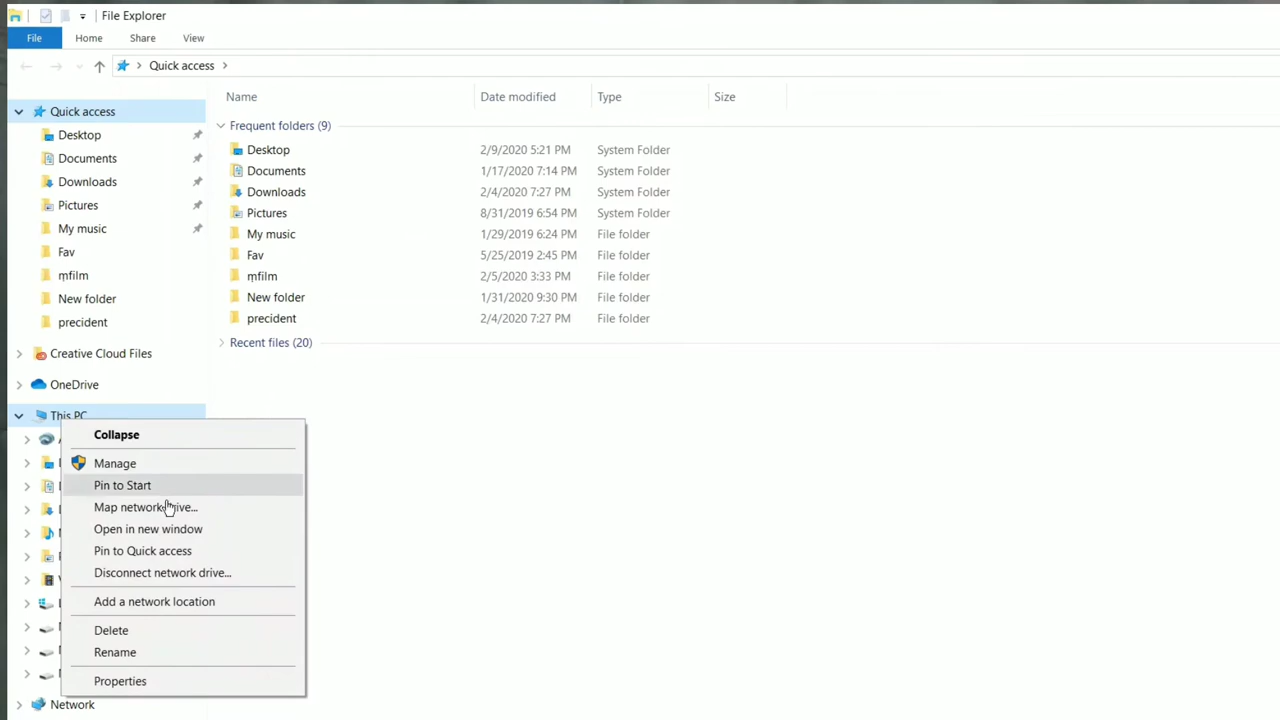 File Explorer
File Home Share View
Quick access
Name Date modified Type Size
Quick access
Desktop
Documents
Downloads
Pictures
My music
Fav
mfilm
New folder
precident
Creative Cloud Files
OneDrive
This PC
Network
Frequent folders (9)
Desktop 2/9/2020 5:21 PM System Folder
Documents 1/17/2020 7:14 PM System Folder
Downloads 2/4/2020 7:27 PM System Folder
Pictures 8/31/2019 6:54 PM System Folder
My music 1/29/2019 6:24 PM File folder
Fav 5/25/2019 2:45 PM File folder
mfilm 2/5/2020 3:33 PM File folder
New folder 1/31/2020 9:30 PM File folder
precident 2/4/2020 7:27 PM File folder
Recent files (20)
Collapse
Manage
Pin to Start
Map network drive...
Open in new window
Pin to Quick access
Disconnect network drive...
Add a network location
Delete
Rename
Properties